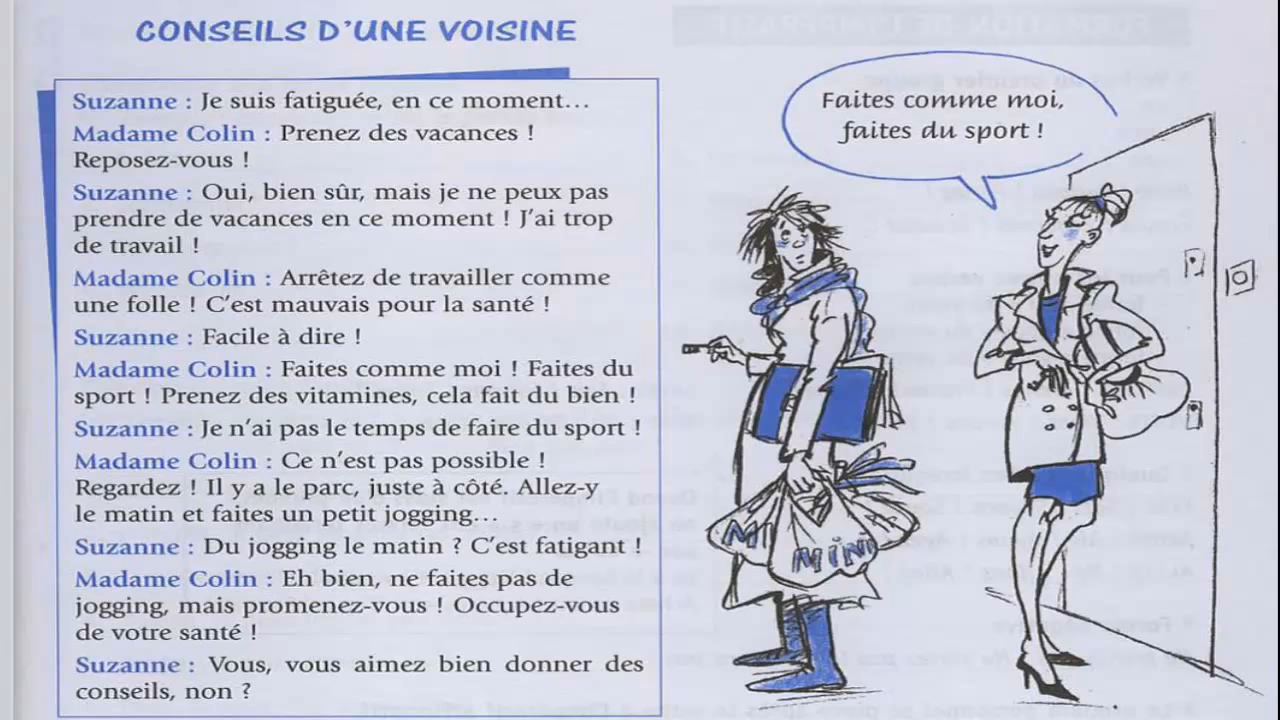 CONSEILS D'UNE VOISINE
Suzanne : Je suis fatiguée, en ce moment…
Madame Colin : Prenez des vacances !
Reposez-vous !
Suzanne : Oui, bien sûr, mais je ne peux pas
prendre de vacances en ce moment ! J'ai trop
de travail !
Madame Colin : Arrêtez de travailler comme
une folle ! C'est mauvais pour la santé !
Suzanne : Facile à dire !
Madame Colin : Faites comme moi ! Faites du
sport ! Prenez des vitamines, cela fait du bien !
Suzanne : Je n'ai pas le temps de faire du sport !
Madame Colin : Ce n'est pas possible !
Regardez ! Il y a le parc, juste à côté. Allez-y
le matin et faites un petit jogging…
Suzanne : Du jogging le matin ? C'est fatigant !
Madame Colin : Eh bien, ne faites pas de
jogging, mais promenez-vous ! Occupez-vous
de votre santé !
Suzanne : Vous, vous aimez bien donner des
conseils, non ?
Faites comme moi,
faites du sport !
MI
MINI